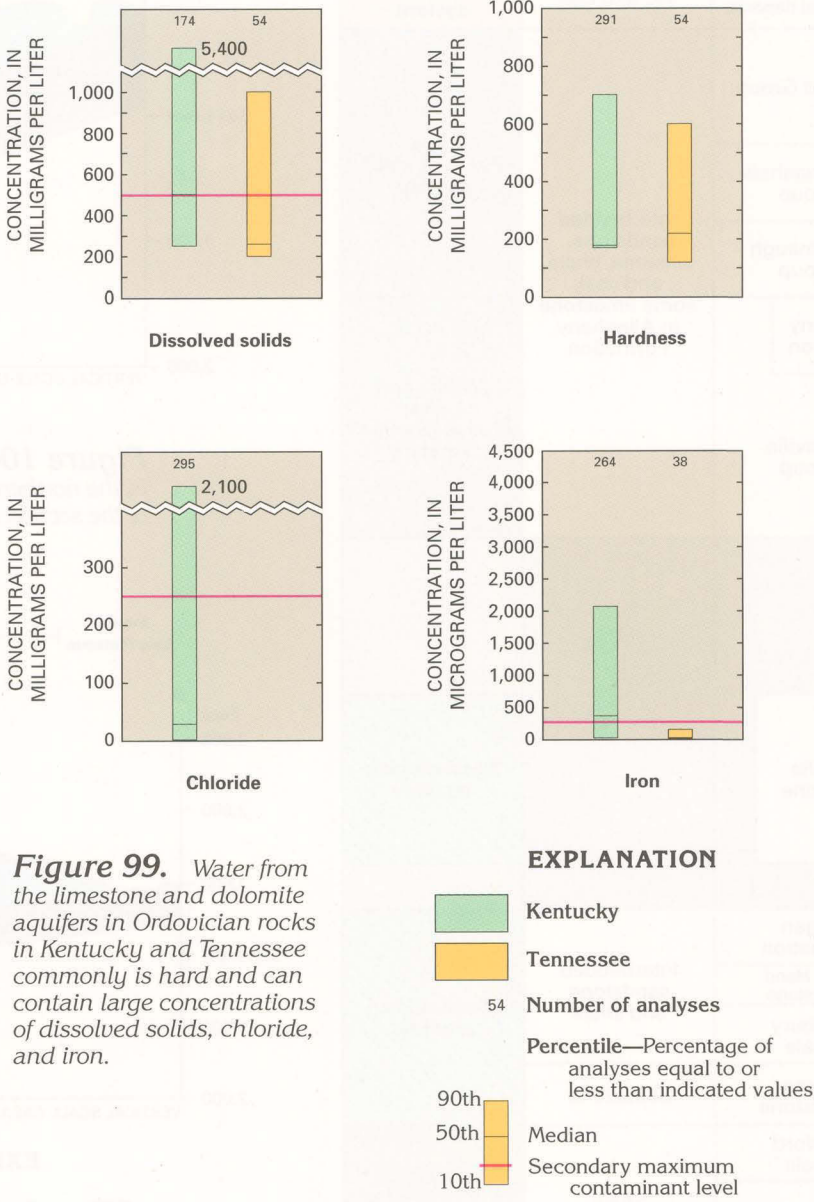 174
54
5,400
CONCENTRATION, IN
MILLIGRAMS PER LITER
1,000
800
600
400
200
0
Dissolved solids
291
54
CONCENTRATION, IN
MILLIGRAMS PER LITER
1,000
800
600
400
200
0
Hardness
295
2,100
CONCENTRATION, IN
MILLIGRAMS PER LITER
300
200
100
0
Chloride
264
38
CONCENTRATION, IN
MICROGRAMS PER LITER
4,500
4,000
3,500
3,000
2,500
2,000
1,500
1,000
500
0
Iron
Figure 99. Water from
the limestone and dolomite
aquifers in Ordovician rocks
in Kentucky and Tennessee
commonly is hard and can
contain large concentrations
of dissolved solids, chloride,
and iron.
EXPLANATION
Kentucky
Tennessee
54 Number of analyses
Percentile—Percentage of
analyses equal to or
less than indicated values
90th
50th
10th
Median
Secondary maximum
contaminant level